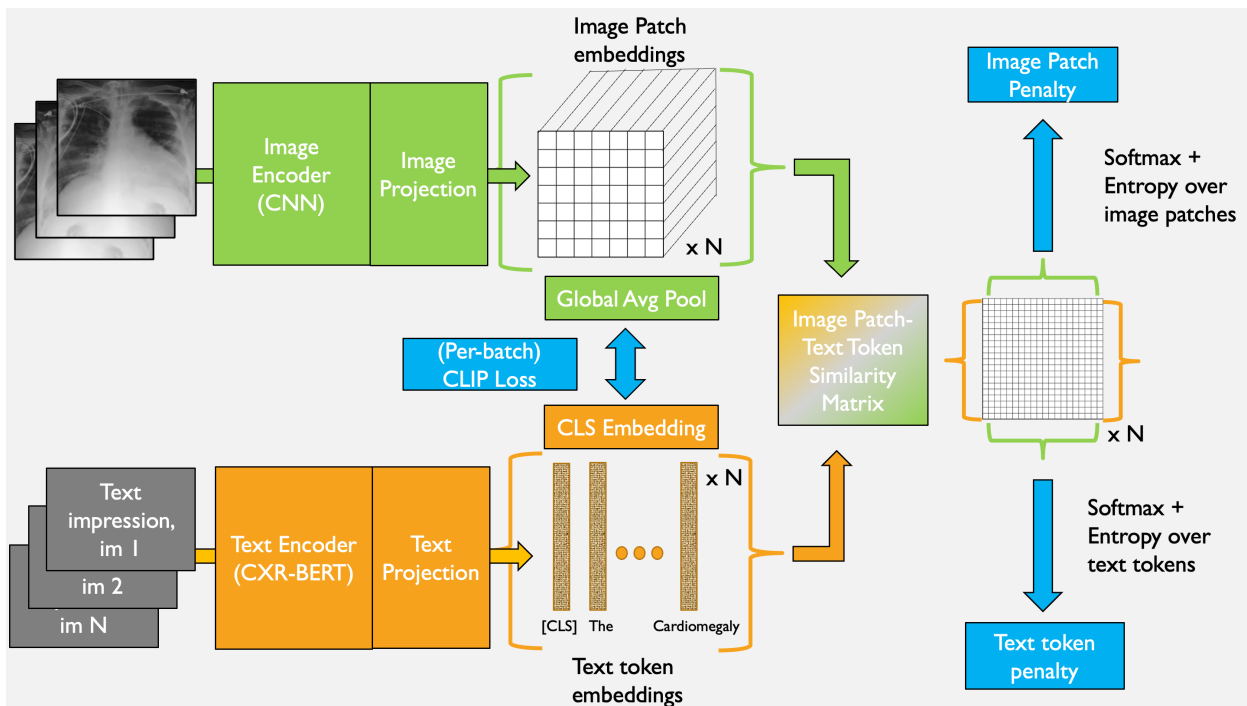 Image Patch
embeddings
Image
Encoder
(CNN)
Image
Projection
x N
Global Avg Pool
(Per-batch)
CLIP Loss
CLS Embedding
Text
impression,
im 1
im 2
im N
Text Encoder
(CXR-BERT)
Text
Projection
x N
[CLS]
The
Cardiomegaly
Text token
embeddings
Image Patch-
Text Token
Similarity
Matrix
Image Patch
Penalty
Softmax +
Entropy over
image patches
x N
Softmax +
Entropy over
text tokens
Text token
penalty